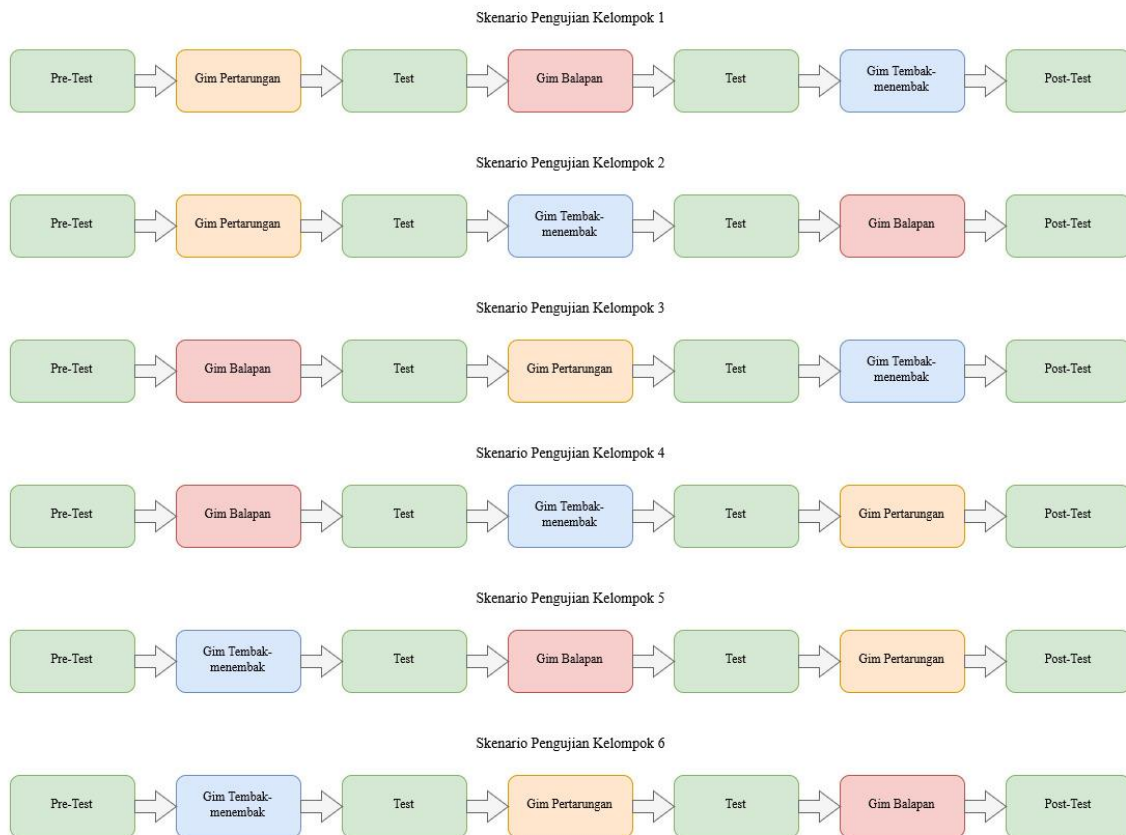 Skenario Pengujian Kelompok 1
Pre-Test
Gim Pertarungan
Test
Gim Balapan
Test
Gim Tembak-
menembak
Post-Test
Skenario Pengujian Kelompok 2
Pre-Test
Gim Pertarungan
Test
Gim Tembak-
menembak
Test
Gim Balapan
Post-Test
Skenario Pengujian Kelompok 3
Pre-Test
Gim Balapan
Test
Gim Pertarungan
Test
Gim Tembak-
menembak
Post-Test
Skenario Pengujian Kelompok 4
Pre-Test
Gim Balapan
Test
Gim Tembak-
menembak
Test
Gim Pertarungan
Post-Test
Skenario Pengujian Kelompok 5
Pre-Test
Gim Tembak-
menembak
Test
Gim Balapan
Test
Gim Pertarungan
Post-Test
Skenario Pengujian Kelompok 6
Pre-Test
Gim Tembak-
menembak
Test
Gim Pertarungan
Test
Gim Balapan
Post-Test